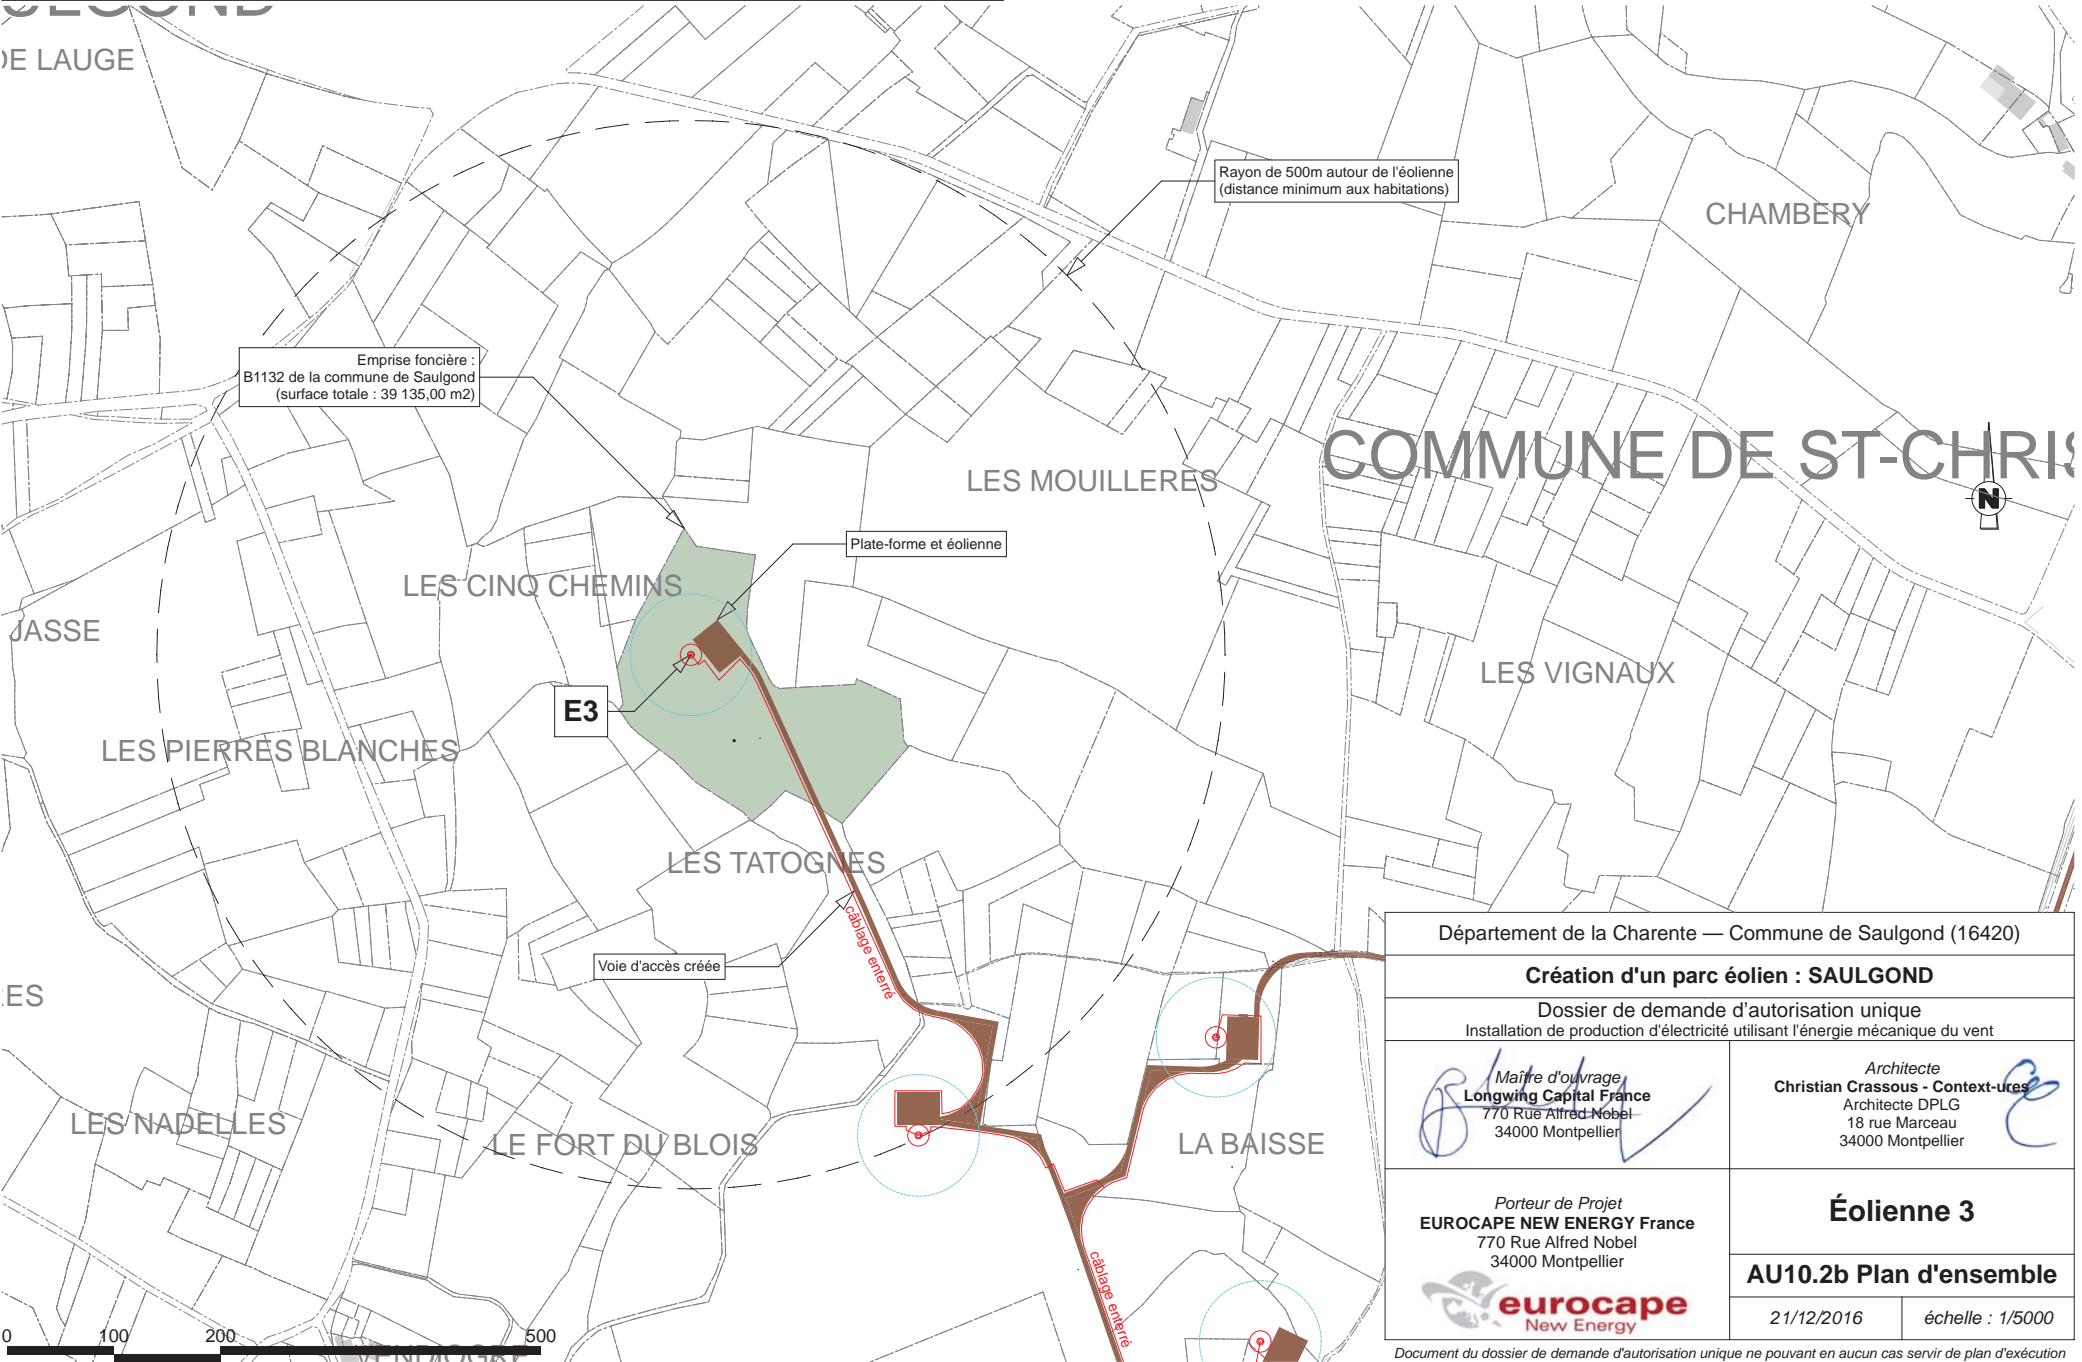 DE LAUGE
Rayon de 500m autour de l'éolienne
(distance minimum aux habitations)
CHAMBERY
Emprise foncière :
B1132 de la commune de Saulgond
(surface totale : 39 135,00 m2)
COMMUNE DE ST-CHRIS
LES MOUILLERES
N
Plate-forme et éolienne
LES CINQ CHEMINS
JASSE
LES VIGNAUX
E3
LES PIERRES BLANCHES
LES TATOGNES
câblage enterré
Voie d'accès créée
ES
LES NADELLES
LE FORT DU BLOIS
LA BAISSE
câblage enterré
0 100 200 500
Département de la Charente — Commune de Saulgond (16420)
Création d'un parc éolien : SAULGOND
Dossier de demande d'autorisation unique
Installation de production d'électricité utilisant l'énergie mécanique du vent
Maître d'ouvrage
Longwing Capital France
770 Rue Alfred Nobel
34000 Montpellier
Architecte
Christian Crassous - Context-ures
Architecte DPLG
18 rue Marceau
34000 Montpellier
Porteur de Projet
EUROCAPE NEW ENERGY France
770 Rue Alfred Nobel
34000 Montpellier
eurocape
New Energy
Éolienne 3
AU10.2b Plan d'ensemble
21/12/2016
échelle : 1/5000
Document du dossier de demande d'autorisation unique ne pouvant en aucun cas servir de plan d'exécution